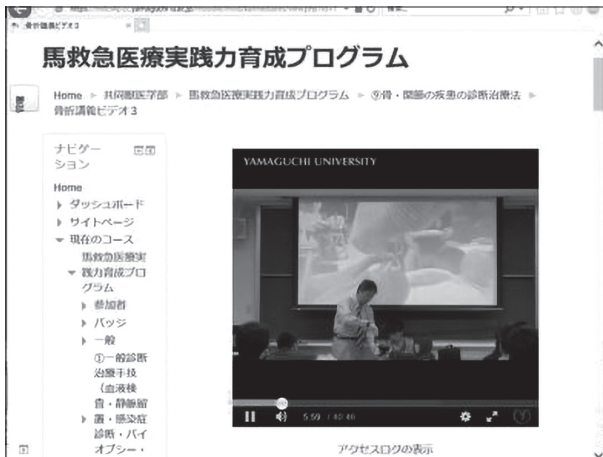 骨折講義ビデオ3
馬救急医療実践力育成プログラム
Home ▶ 共同獣医学部 ▶ 馬救急医療実践力育成プログラム ▶ ⑨骨・関節の疾患の診断治療法 ▶
骨折講義ビデオ3
ナビゲー
ション
Home
ダッシュボード
サイトページ
現在のコース
馬救急医療実
践力育成プロ
グラム
参加者
バッジ
一般
①一般診断
治療手技
(血液検
査・静脈留
置・感染症
診断・バイ
オプシー・
YAMAGUCHI UNIVERSITY
5:59 / 40:46
アクセスログの表示